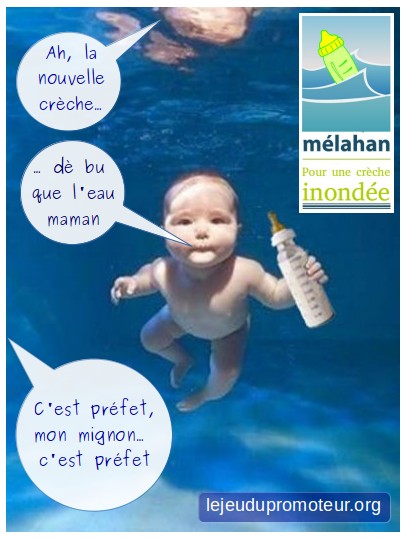 Ah, la
nouvelle
crèche...
mélahan
Pour une crèche
inondée
... dè bu
que l'eau
maman
C'est préfet,
mon mignon...
c'est préfet
lejeudupromoteur.org